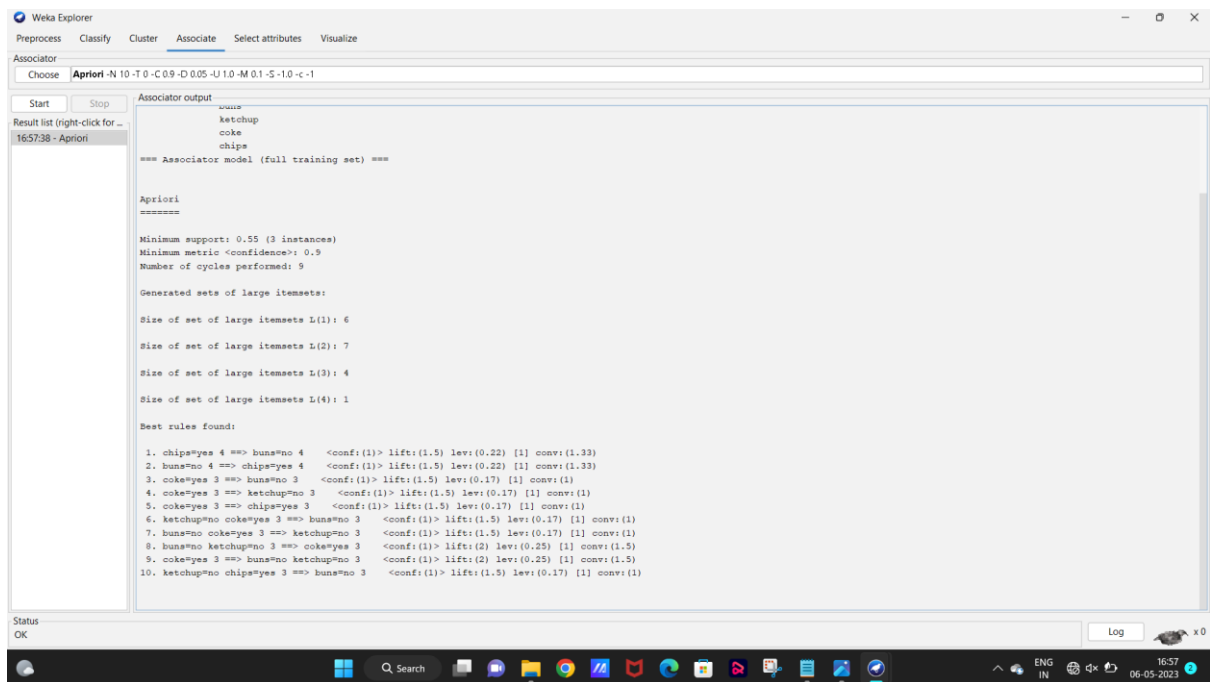 Weka Explorer
Preprocess Classify Cluster Associate Select attributes Visualize
Associator
Choose Apriori -N 10 -T 0 -C 0.9 -D 0.05 -U 1.0 -M 0.1 -S -1.0 -c -1
Start Stop
Result list (right-click for ...
16:57:38 - Apriori
Associator output
buns
ketchup
coke
chips
=== Associator model (full training set) ===
Apriori
=======
Minimum support: 0.55 (3 instances)
Minimum metric <confidence>: 0.9
Number of cycles performed: 9
Generated sets of large itemsets:
Size of set of large itemsets L(1): 6
Size of set of large itemsets L(2): 7
Size of set of large itemsets L(3): 4
Size of set of large itemsets L(4): 1
Best rules found:
1. chips=yes 4 ==> buns=no 4 <conf:(1)> lift:(1.5) lev:(0.22) [1] conv:(1.33)
2. buns=no 4 ==> chips=yes 4 <conf:(1)> lift:(1.5) lev:(0.22) [1] conv:(1.33)
3. coke=yes 3 ==> buns=no 3 <conf:(1)> lift:(1.5) lev:(0.17) [1] conv:(1)
4. coke=yes 3 ==> ketchup=no 3 <conf:(1)> lift:(1.5) lev:(0.17) [1] conv:(1)
5. coke=yes 3 ==> chips=yes 3 <conf:(1)> lift:(1.5) lev:(0.17) [1] conv:(1)
6. ketchup=no coke=yes 3 ==> buns=no 3 <conf:(1)> lift:(1.5) lev:(0.17) [1] conv:(1)
7. buns=no coke=yes 3 ==> ketchup=no 3 <conf:(1)> lift:(1.5) lev:(0.17) [1] conv:(1)
8. buns=no ketchup=no 3 ==> coke=yes 3 <conf:(1)> lift:(2) lev:(0.25) [1] conv:(1.5)
9. coke=yes 3 ==> buns=no ketchup=no 3 <conf:(1)> lift:(2) lev:(0.25) [1] conv:(1.5)
10. ketchup=no chips=yes 3 ==> buns=no 3 <conf:(1)> lift:(1.5) lev:(0.17) [1] conv:(1)
Status
OK
Log x 0
Search
ENG
IN
16:57
06-05-2023
2